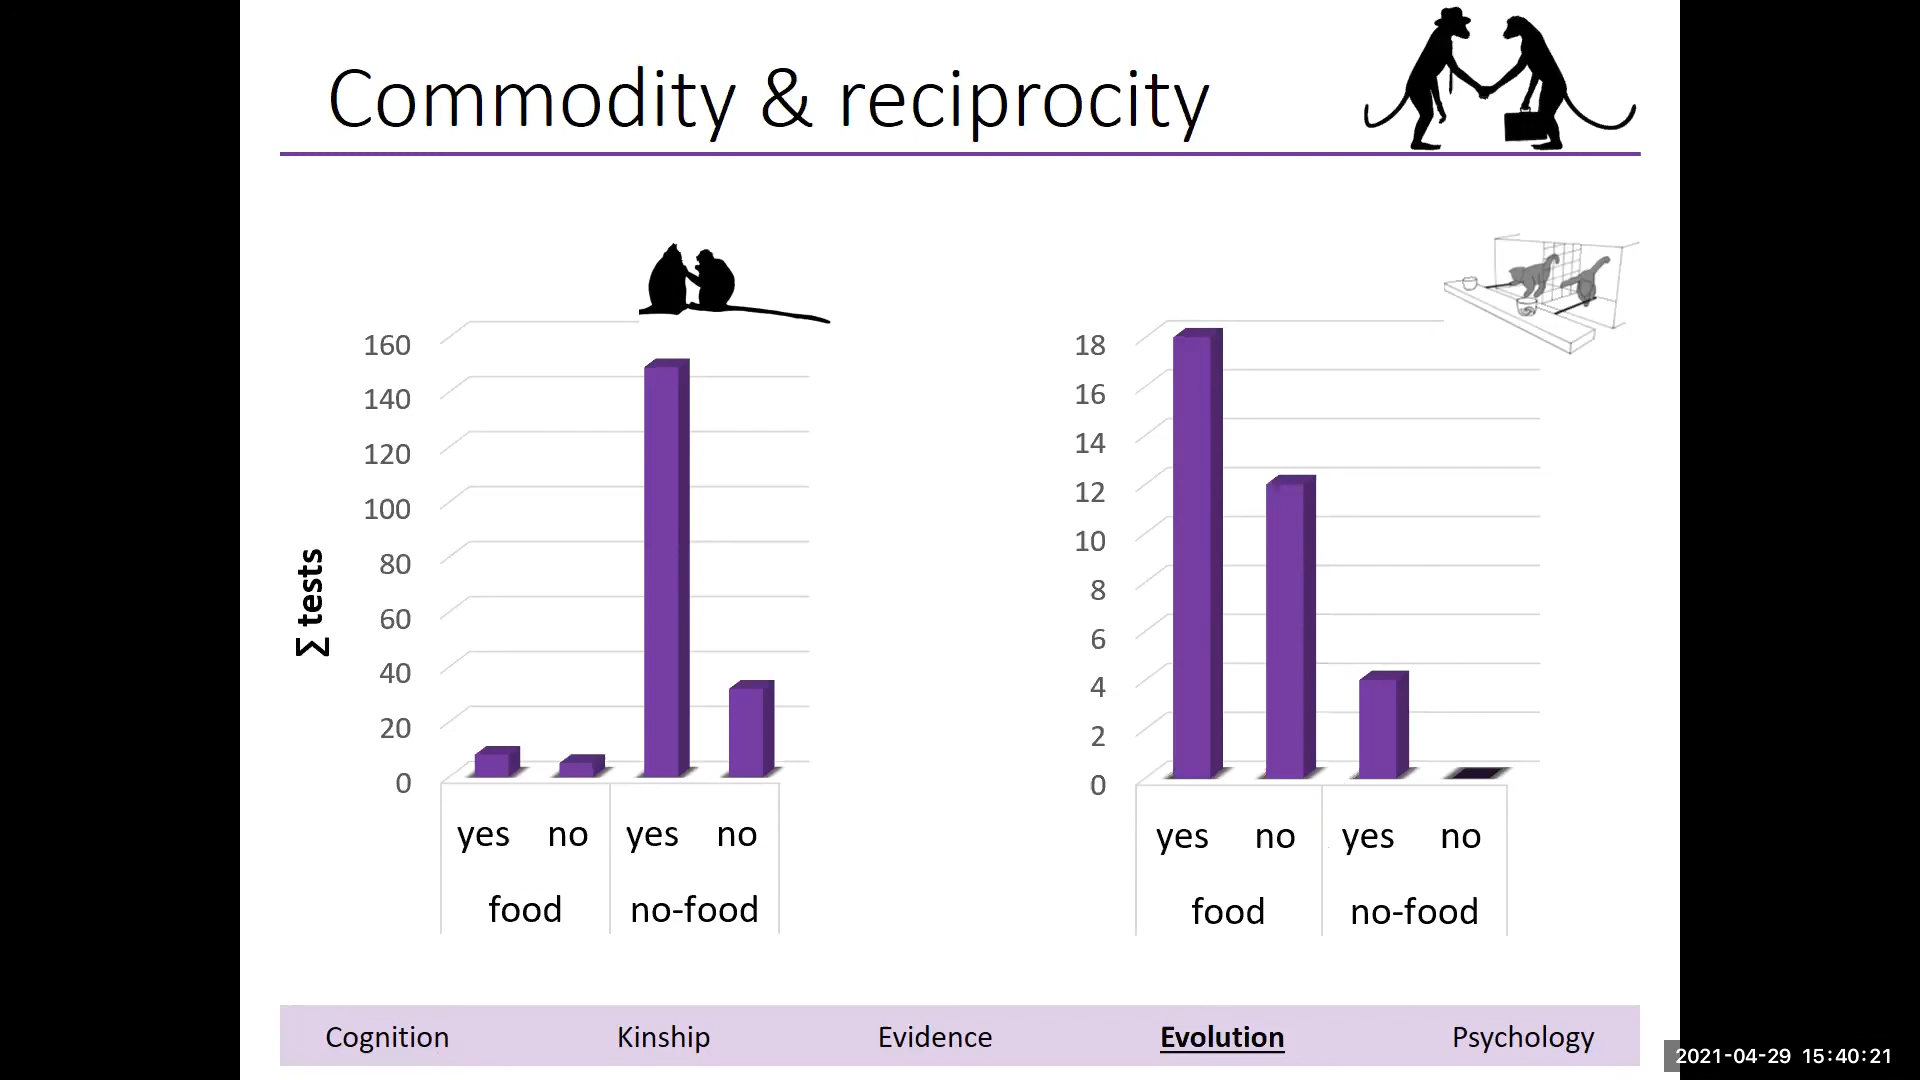 Commodity & reciprocity
Σ tests
160
140
120
100
80
60
40
20
0
yes no yes no
food no-food
18
16
14
12
10
8
6
4
2
0
yes no yes no
food no-food
Cognition Kinship Evidence Evolution Psychology
2021-04-29 15:40:21